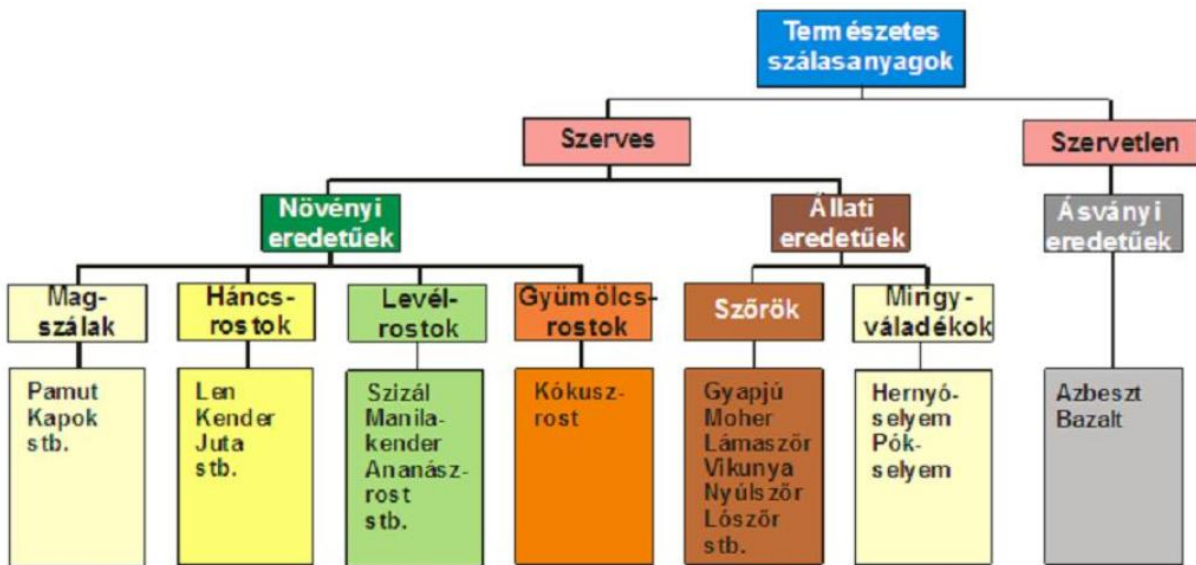 Természetes
szálasanyagok
Szerves
Szervetlen
Növényi
eredetűek
Állati
eredetűek
Ásványi
eredetűek
Mag-
szálak
Háncs-
rostok
Levél-
rostok
Gyümölcs-
rostok
Szőrök
Mirigy-
váladékok
Pamut
Kapok
stb.
Len
Kender
Juta
stb.
Szizál
Manila-
kender
Ananász-
rost
stb.
Kókusz-
rost
Gyapjú
Moher
Lámaszőr
Vikunya
Nyúlszőr
Lószőr
stb.
Hernyó-
selyem
Pók-
selyem
Azbeszt
Bazalt